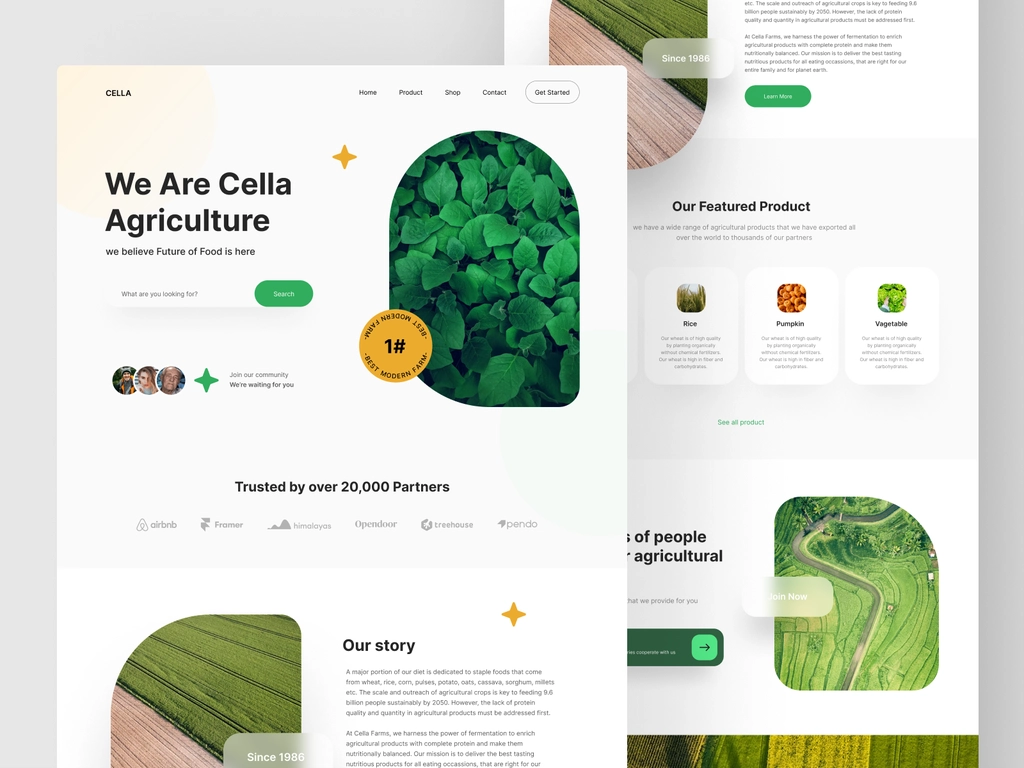 CELLA
Home
Product
Shop
Contact
Get Started
We Are Cella
Agriculture
we believe Future of Food is here
What are you looking for?
Search
-BEST MODERN FARM-
1#
-BEST MODERN FARM-
Join our community
We're waiting for you
Trusted by over 20,000 Partners
airbnb
Framer
himalayas
Opendoor
treehouse
pendo
Our story
A major portion of our diet is dedicated to staple foods that come
from wheat, rice, corn, pulses, potato, oats, cassava, sorghum, millets
etc. The scale and outreach of agricultural crops is key to feeding 9.6
billion people sustainably by 2050. However, the lack of protein
quality and quantity in agricultural products must be addressed first.
At Cella Farms, we harness the power of fermentation to enrich
agricultural products with complete protein and make them
nutritionally balanced. Our mission is to deliver the best tasting
nutritious products for all eating occassions, that are right for our
Since 1986
etc. The scale and outreach of agricultural crops is key to feeding 9.6
billion people sustainably by 2050. However, the lack of protein
quality and quantity in agricultural products must be addressed first.
At Cella Farms, we harness the power of fermentation to enrich
agricultural products with complete protein and make them
nutritionally balanced. Our mission is to deliver the best tasting
nutritious products for all eating occassions, that are right for our
entire family and for planet earth.
Since 1986
Learn More
Our Featured Product
we have a wide range of agricultural products that we have exported all
over the world to thousands of our partners
Rice
Our wheat is of high quality
by planting organically
without chemical fertilizers.
Our wheat is high in fiber and
carbohydrates.
Pumpkin
Our wheat is of high quality
by planting organically
without chemical fertilizers.
Our wheat is high in fiber and
carbohydrates.
Vagetable
Our wheat is of high quality
by planting organically
without chemical fertilizers.
Our wheat is high in fiber and
carbohydrates.
See all product
s of people
r agricultural
that we provide for you
ries cooperate with us
Join Now